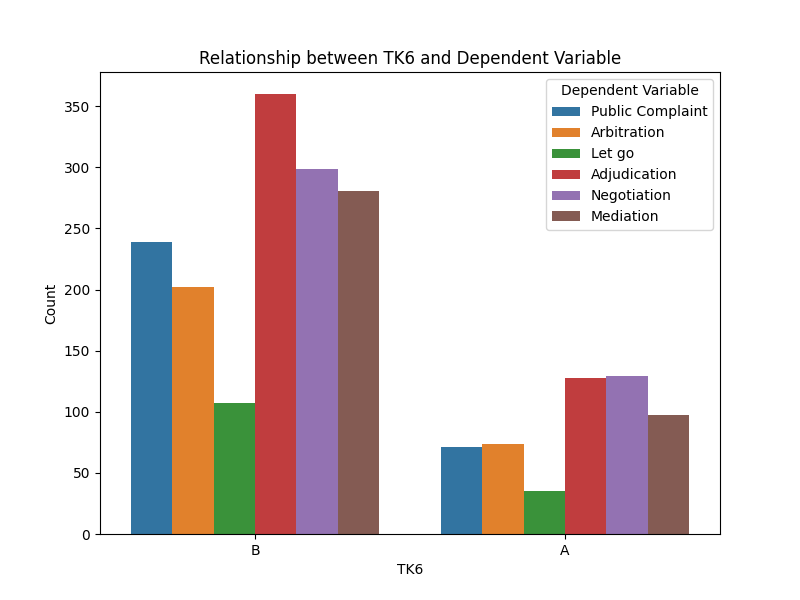 Relationship between TK6 and Dependent Variable
Dependent Variable
Public Complaint
Arbitration
Let go
Adjudication
Negotiation
Mediation
Count
350
300
250
200
150
100
50
0
B
A
TK6